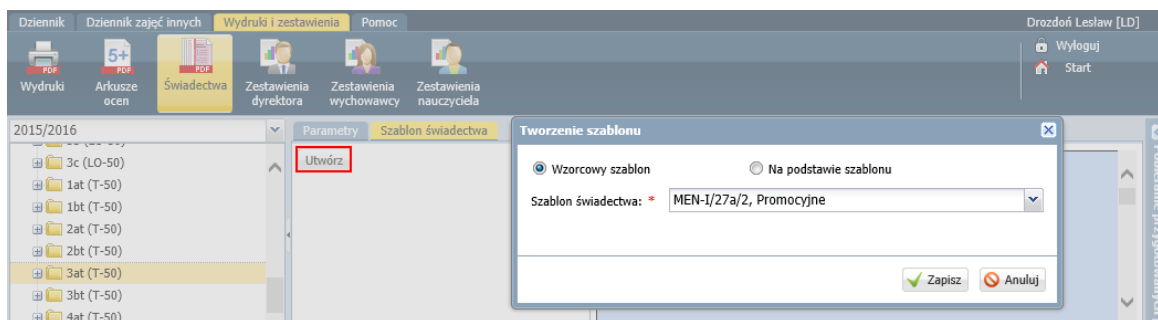 Dziennik Dziennik zajęć innych Wydruki i zestawienia Pomoc Drozdoń Lesław [LD]
Wyloguj
Start
5+
PDF PDF PDF
Wydruki Arkusze ocen Świadectwa Zestawienia dyrektora Zestawienia wychowawcy Zestawienia nauczyciela
2015/2016
3c (LO-50)
1at (T-50)
1bt (T-50)
2at (T-50)
2bt (T-50)
3at (T-50)
3bt (T-50)
4at (T-50)
Parametry Szablon świadectwa
Utwórz
Tworzenie szablonu
Wzorcowy szablon Na podstawie szablonu
Szablon świadectwa: * MEN-I/27a/2, Promocyjne
Zapisz Anuluj